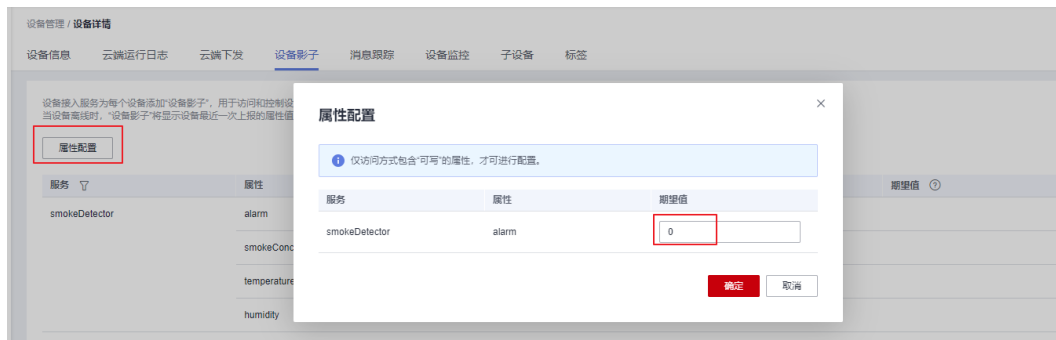 设备管理 / 设备详情
设备信息 云端运行日志 云端下发 设备影子 消息跟踪 设备监控 子设备 标签
设备接入服务为每个设备添加“设备影子”，用于访问和控制设
当设备离线时，“设备影子”将显示设备最近一次上报的属性值
属性配置
服务 属性 期望值
smokeDetector alarm
smokeConc
temperature
humidity
属性配置
仅访问方式包含“可写”的属性，才可进行配置。
服务 属性 期望值
smokeDetector alarm 0
确定 取消